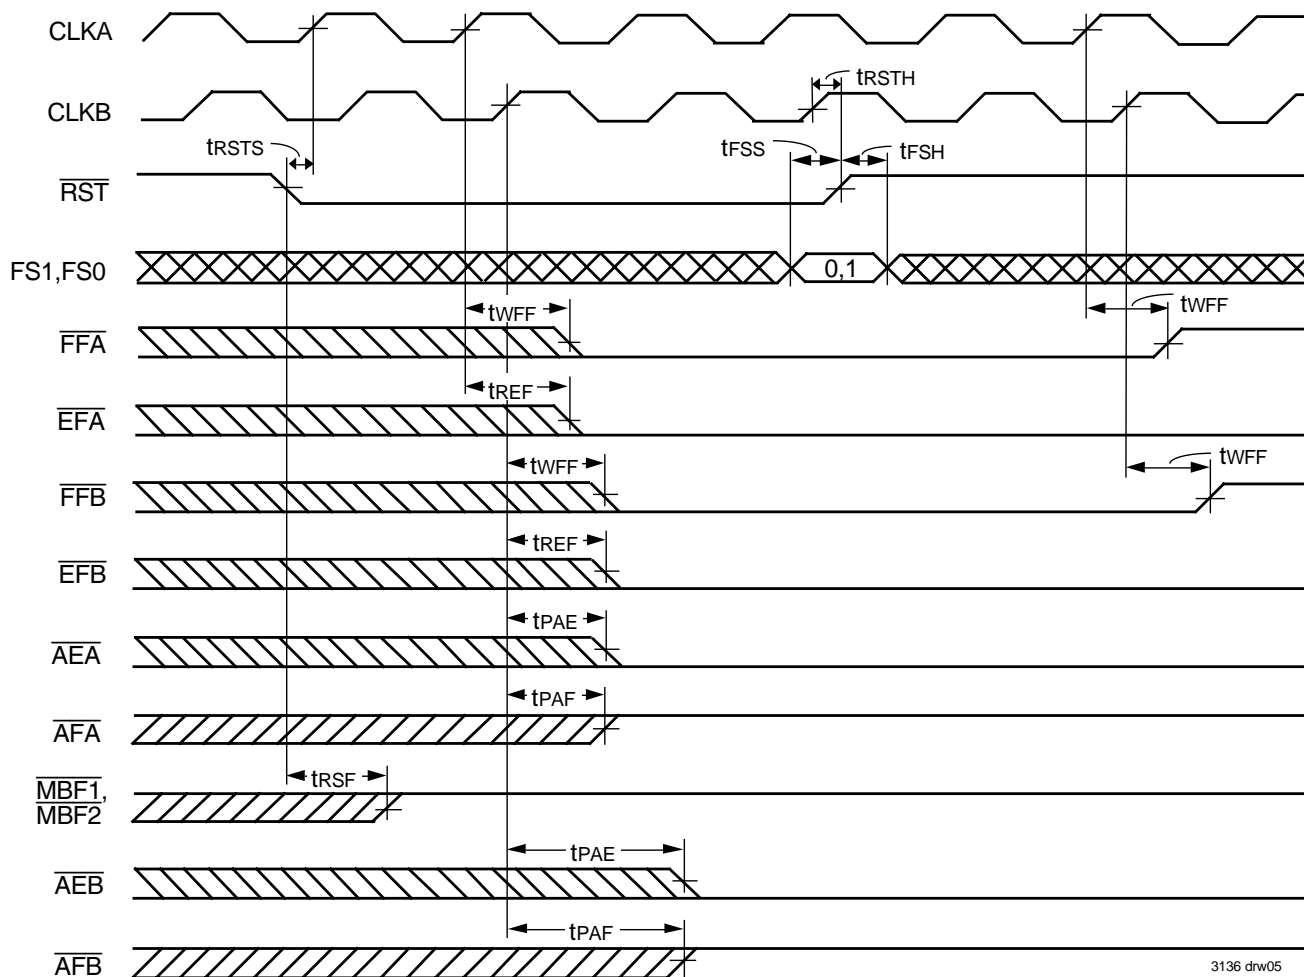 CLKA
tRSTH
CLKB
tRSTS
tFSS
tFSH
RST
FS1,FS0
0,1
tWFF
tWFF
FFA
tREF
EFA
tWFF
tWFF
FFB
tREF
EFB
tPAE
AEA
tPAF
AFA
tRSF
MBF1,
MBF2
tPAE
AEB
tPAF
AFB
3136 drw05